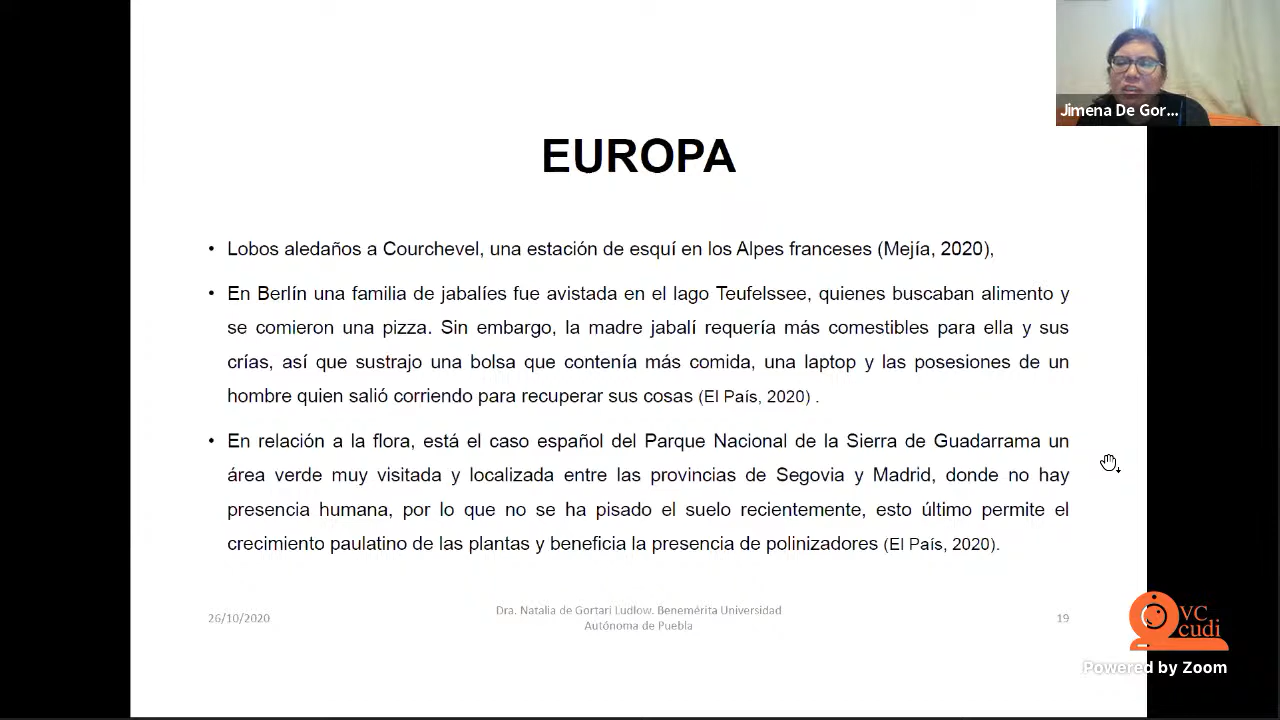 Jimena De Gor...
EUROPA
• Lobos aledaños a Courchevel, una estación de esquí en los Alpes franceses (Mejía, 2020),
• En Berlín una familia de jabalíes fue avistada en el lago Teufelssee, quienes buscaban alimento y
se comieron una pizza. Sin embargo, la madre jabalí requería más comestibles para ella y sus
crías, así que sustrajo una bolsa que contenía más comida, una laptop y las posesiones de un
hombre quien salió corriendo para recuperar sus cosas (El País, 2020) .
• En relación a la flora, está el caso español del Parque Nacional de la Sierra de Guadarrama un
área verde muy visitada y localizada entre las provincias de Segovia y Madrid, donde no hay
presencia humana, por lo que no se ha pisado el suelo recientemente, esto último permite el
crecimiento paulatino de las plantas y beneficia la presencia de polinizadores (El País, 2020).
26/10/2020
Dra. Natalia de Gortari Ludlow. Benemérita Universidad
Autónoma de Puebla
19
VC
cudi
Powered by Zoom